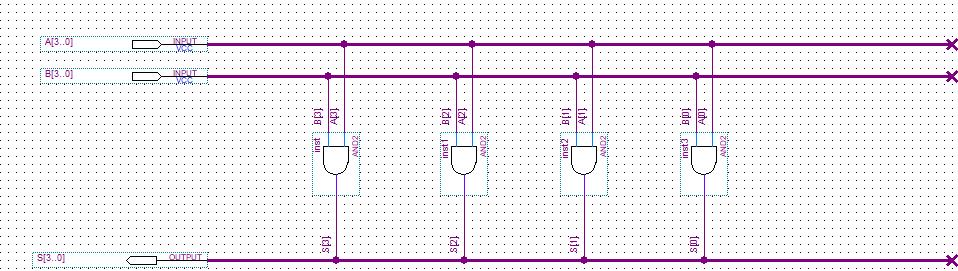 A[3..0]
INPUT
VCC
B[3..0]
INPUT
VCC
B[3]
A[3]
B[2]
A[2]
B[1]
A[1]
B[0]
A[0]
inst
AND2
inst1
AND2
inst2
AND2
inst3
AND2
S[3]
S[2]
S[1]
S[0]
S[3..0]
OUTPUT